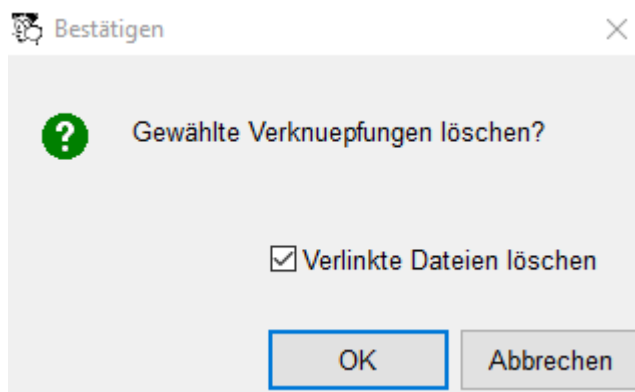 Bestätigen
Gewählte Verknuepfungen löschen?
Verlinkte Dateien löschen
OK
Abbrechen